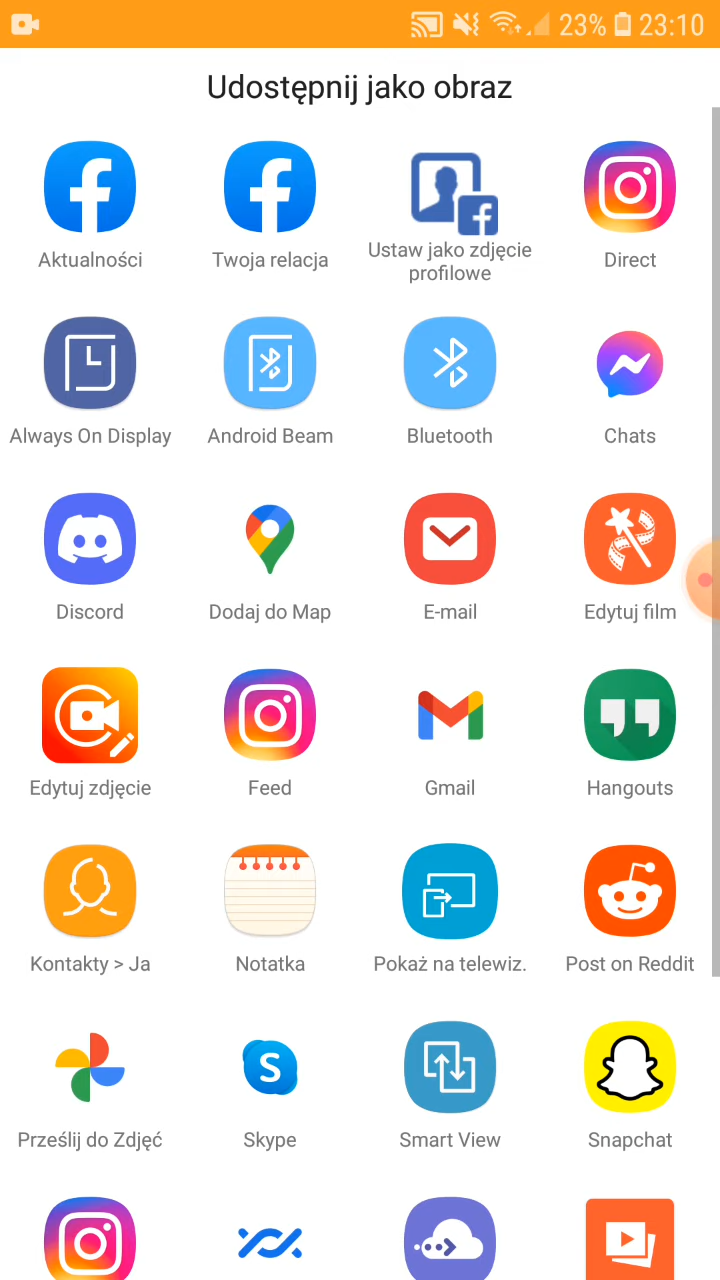 23% 23:10
Udostępnij jako obraz
Aktualności
Twoja relacja
Ustaw jako zdjęcie
profilowe
Direct
Always On Display
Android Beam
Bluetooth
Chats
Discord
Dodaj do Map
E-mail
Edytuj film
Edytuj zdjęcie
Feed
Gmail
Hangouts
Kontakty > Ja
Notatka
Pokaż na telewiz.
Post on Reddit
Prześlij do Zdjęć
Skype
Smart View
Snapchat